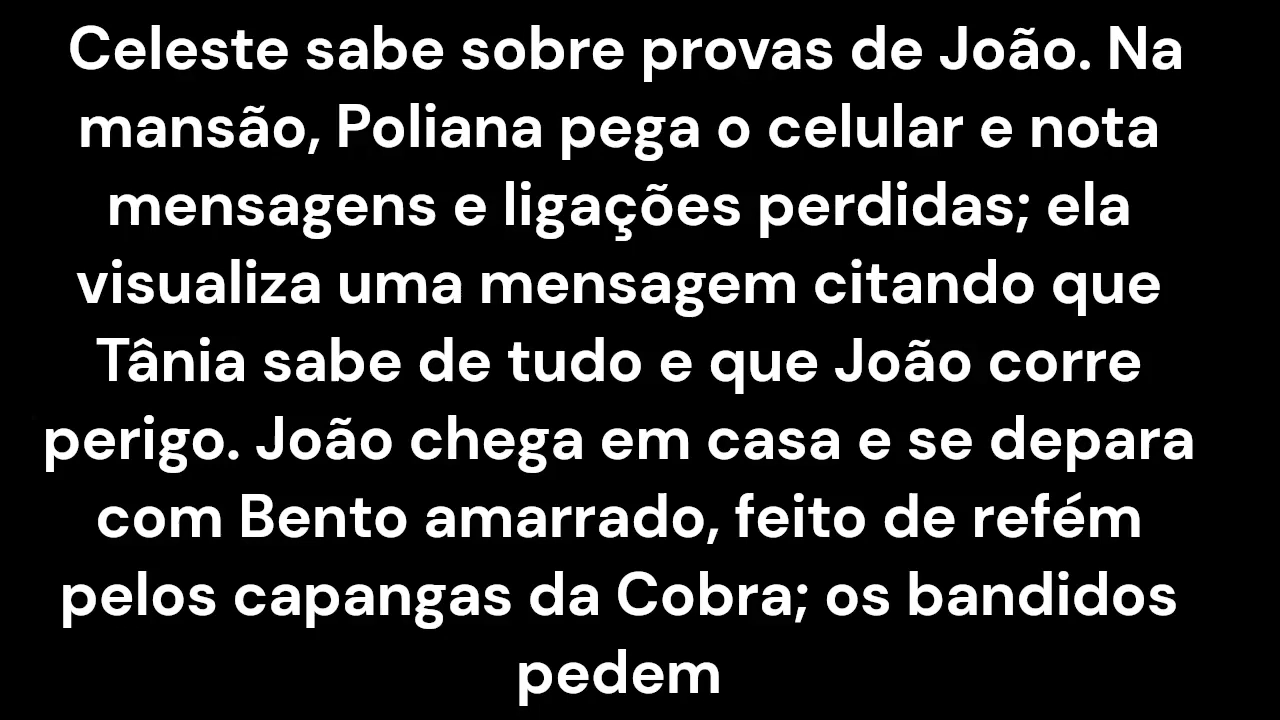 Celeste sabe sobre provas de João. Na
mansão, Poliana pega o celular e nota
mensagens e ligações perdidas; ela
visualiza uma mensagem citando que
Tânia sabe de tudo e que João corre
perigo. João chega em casa e se depara
com Bento amarrado, feito de refém
pelos capangas da Cobra; os bandidos
pedem